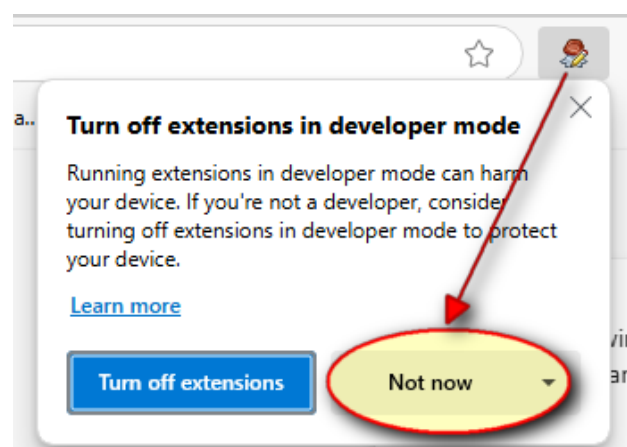 a..
Turn off extensions in developer mode
Running extensions in developer mode can harm
your device. If you're not a developer, consider
turning off extensions in developer mode to protect
your device.
Learn more
Turn off extensions
Not now